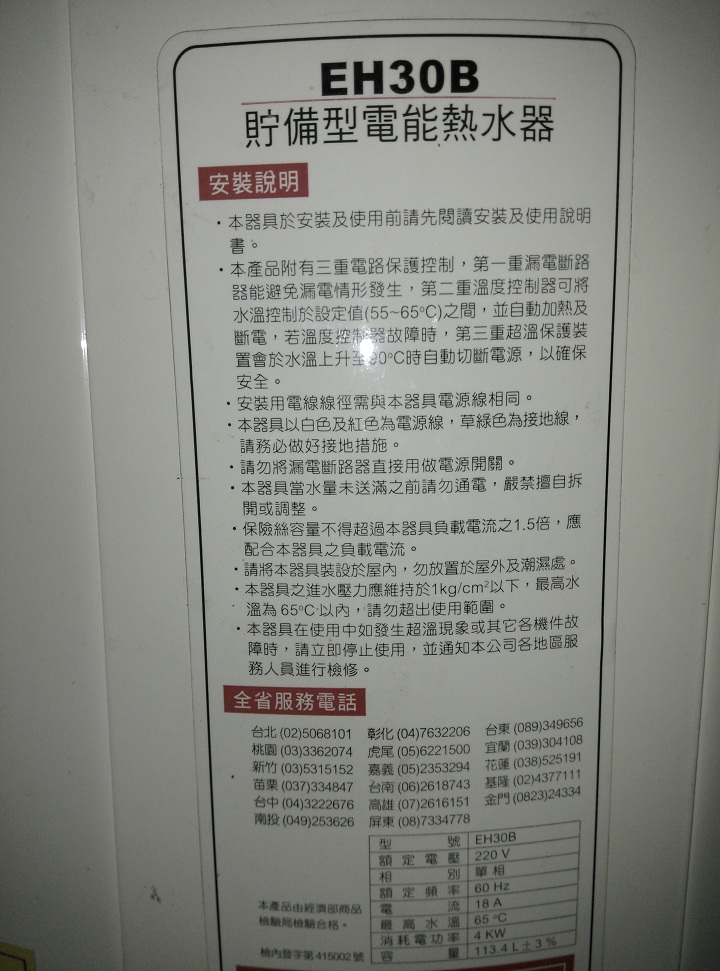 EH30B
貯備型電能熱水器
安裝說明
・本器具於安裝及使用前請先閱讀安裝及使用說明
書。
・本產品附有三重電路保護控制，第一重漏電斷路
器能避免漏電情形發生，第二重溫度控制器可將
水溫控制於設定值(55~65°C)之間，並自動加熱及
斷電，若溫度控制器故障時，第三重超溫保護裝
置會於水溫上升至90°C時自動切斷電源，以確保
安全。
・安裝用電線線徑需與本器具電源線相同。
・本器具以白色及紅色為電源線，草綠色為接地線，
請務必做好接地措施。
・請勿將漏電斷路器直接用做電源開關。
・本器具當水量未送滿之前請勿通電，嚴禁擅自拆
開或調整。
・保險絲容量不得超過本器具負載電流之1.5倍，應
配合本器具之負載電流。
・請將本器具裝設於屋內，勿放置於屋外及潮濕處。
・本器具之進水壓力應維持於1kg/cm²以下，最高水
溫為 65°C 以內，請勿超出使用範圍。
・本器具在使用中如發生超溫現象或其它各機件故
障時，請立即停止使用，並通知本公司各地區服
務人員進行檢修。
全省服務電話
台北 (02)5068101 彰化 (04)7632206 台東 (089)349656
桃園 (03)3362074 虎尾 (05)6221500 宜蘭 (039)304108
新竹 (03)5315152 嘉義 (05)2353294 花蓮 (038)525191
苗栗 (037)334847 台南 (06)2618743 基隆 (02)4377111
台中 (04)3222676 高雄 (07)2616151 金門 (0823)24334
南投 (049)253626 屏東 (08)7334778
型號 EH30B
額定電壓 220 V
相別 單相
額定頻率 60 Hz
電流 18 A
最高水溫 65 °C
消耗電功率 4 KW
容量 113.4 L±3%
本產品由經濟部商品
檢驗局檢驗合格。
檢內登字第 415002 號